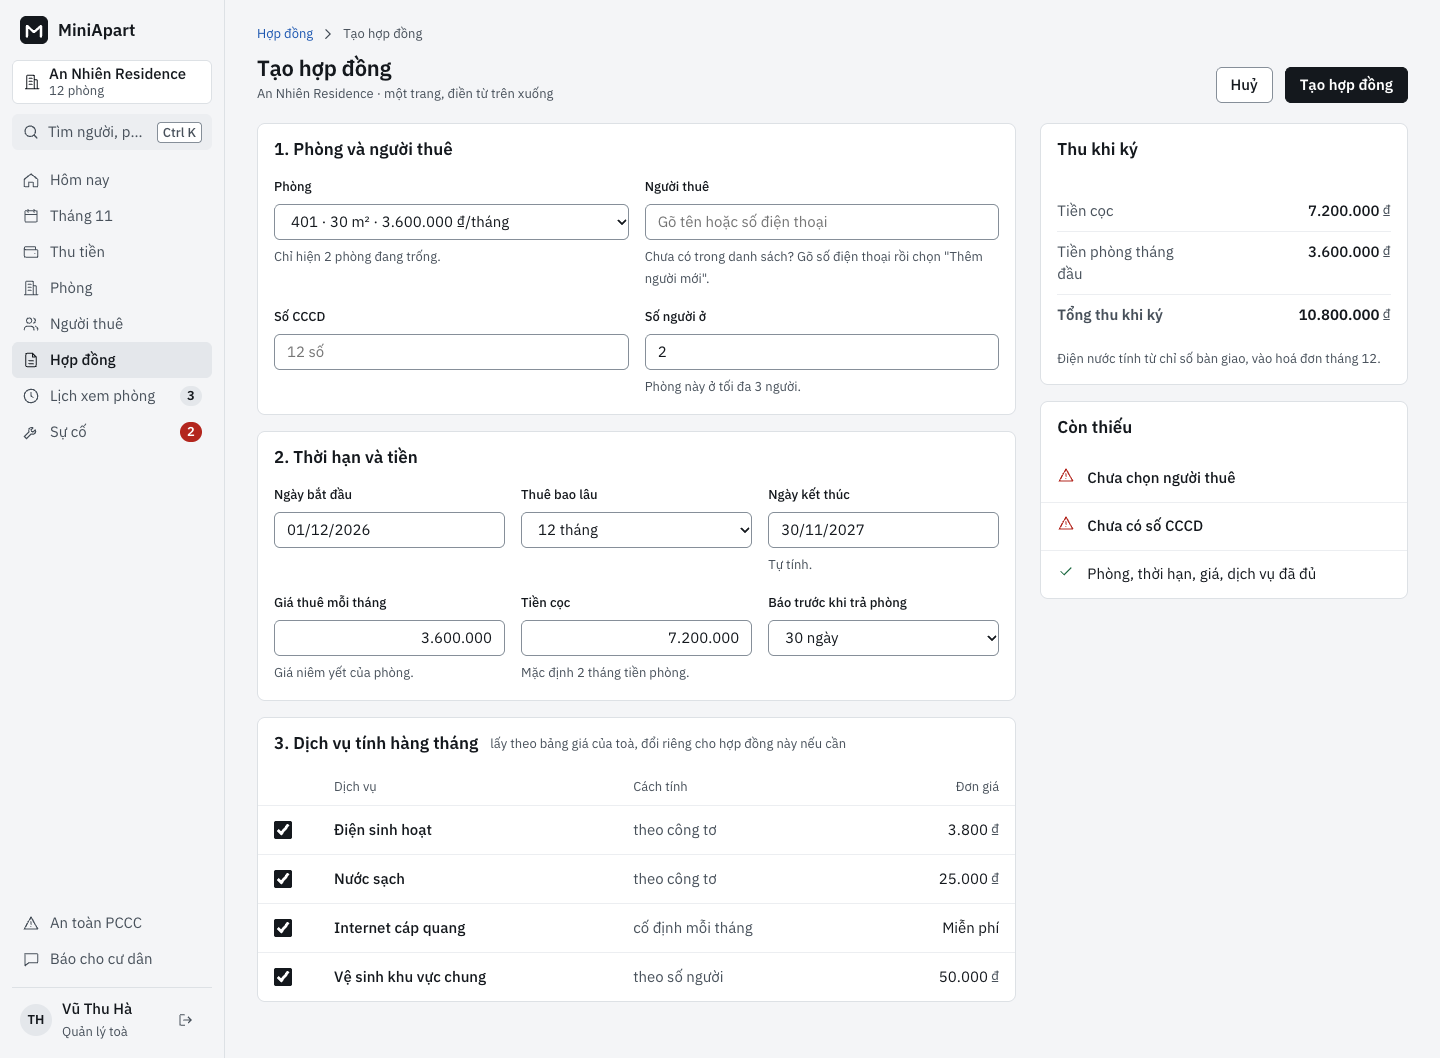 MiniApart
An Nhiên Residence
12 phòng
Tìm người, p... Ctrl K
Hôm nay
Tháng 11
Thu tiền
Phòng
Người thuê
Hợp đồng
Lịch xem phòng 3
Sự cố 2
An toàn PCCC
Báo cho cư dân
TH
Vũ Thu Hà
Quản lý toà
Hợp đồng Tạo hợp đồng
Tạo hợp đồng
An Nhiên Residence · một trang, điền từ trên xuống
Huỷ Tạo hợp đồng
1. Phòng và người thuê
Phòng Người thuê
401 · 30 m² · 3.600.000 ₫/tháng Gõ tên hoặc số điện thoại
Chỉ hiện 2 phòng đang trống. Chưa có trong danh sách? Gõ số điện thoại rồi chọn "Thêm
người mới".
Số CCCD Số người ở
12 số 2
Phòng này ở tối đa 3 người.
2. Thời hạn và tiền
Ngày bắt đầu Thuê bao lâu Ngày kết thúc
01/12/2026 12 tháng 30/11/2027
Tự tính.
Giá thuê mỗi tháng Tiền cọc Báo trước khi trả phòng
3.600.000 7.200.000 30 ngày
Giá niêm yết của phòng. Mặc định 2 tháng tiền phòng.
3. Dịch vụ tính hàng tháng lấy theo bảng giá của toà, đổi riêng cho hợp đồng này nếu cần
Dịch vụ Cách tính Đơn giá
Điện sinh hoạt theo công tơ 3.800 ₫
Nước sạch theo công tơ 25.000 ₫
Internet cáp quang cố định mỗi tháng Miễn phí
Vệ sinh khu vực chung theo số người 50.000 ₫
Thu khi ký
Tiền cọc 7.200.000 ₫
Tiền phòng tháng 3.600.000 ₫
đầu
Tổng thu khi ký 10.800.000 ₫
Điện nước tính từ chỉ số bàn giao, vào hoá đơn tháng 12.
Còn thiếu
Chưa chọn người thuê
Chưa có số CCCD
Phòng, thời hạn, giá, dịch vụ đã đủ